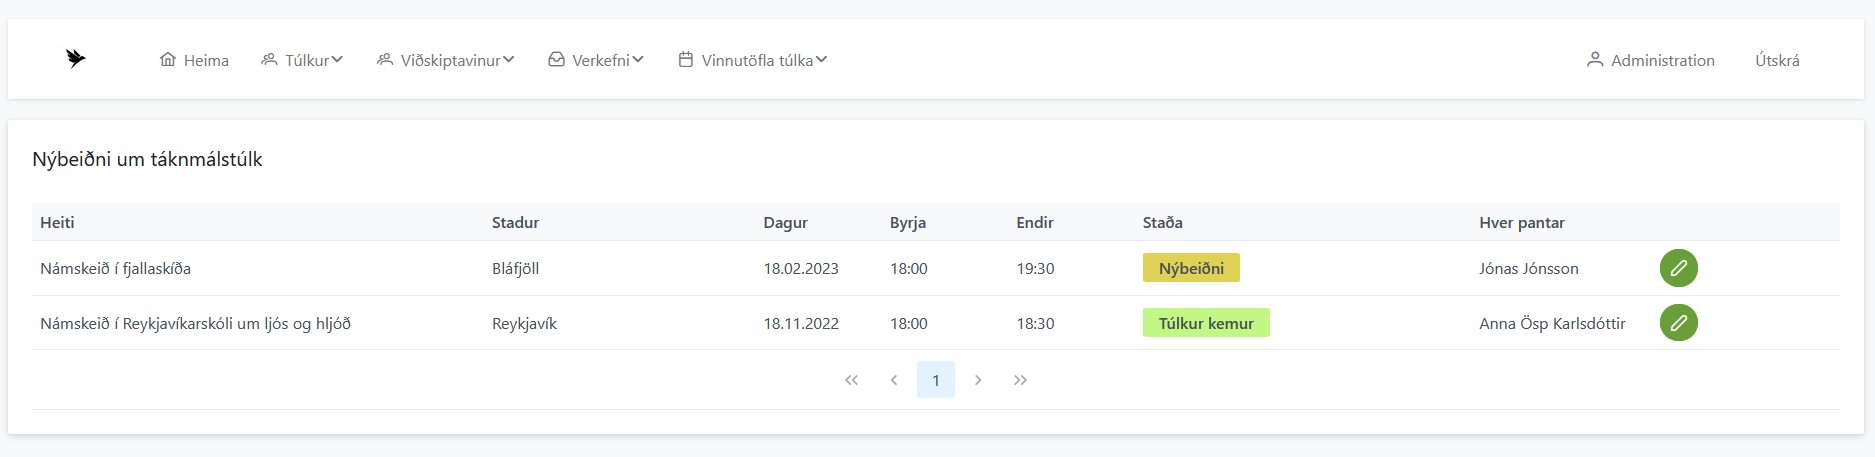 Heima Túlkur Viðskiptavinur Verkefni Vinnutöfla túlka Administration Útskrá
Nýbeiðni um táknmálstúlk
Heiti Stadur Dagur Byrja Endir Staða Hver pantar
Námskeið í fjallaskíða Bláfjöll 18.02.2023 18:00 19:30 Nýbeiðni Jónas Jónsson
Námskeið í Reykjavíkarskóli um ljós og hljóð Reykjavík 18.11.2022 18:00 18:30 Túlkur kemur Anna Ösp Karlsdóttir
1